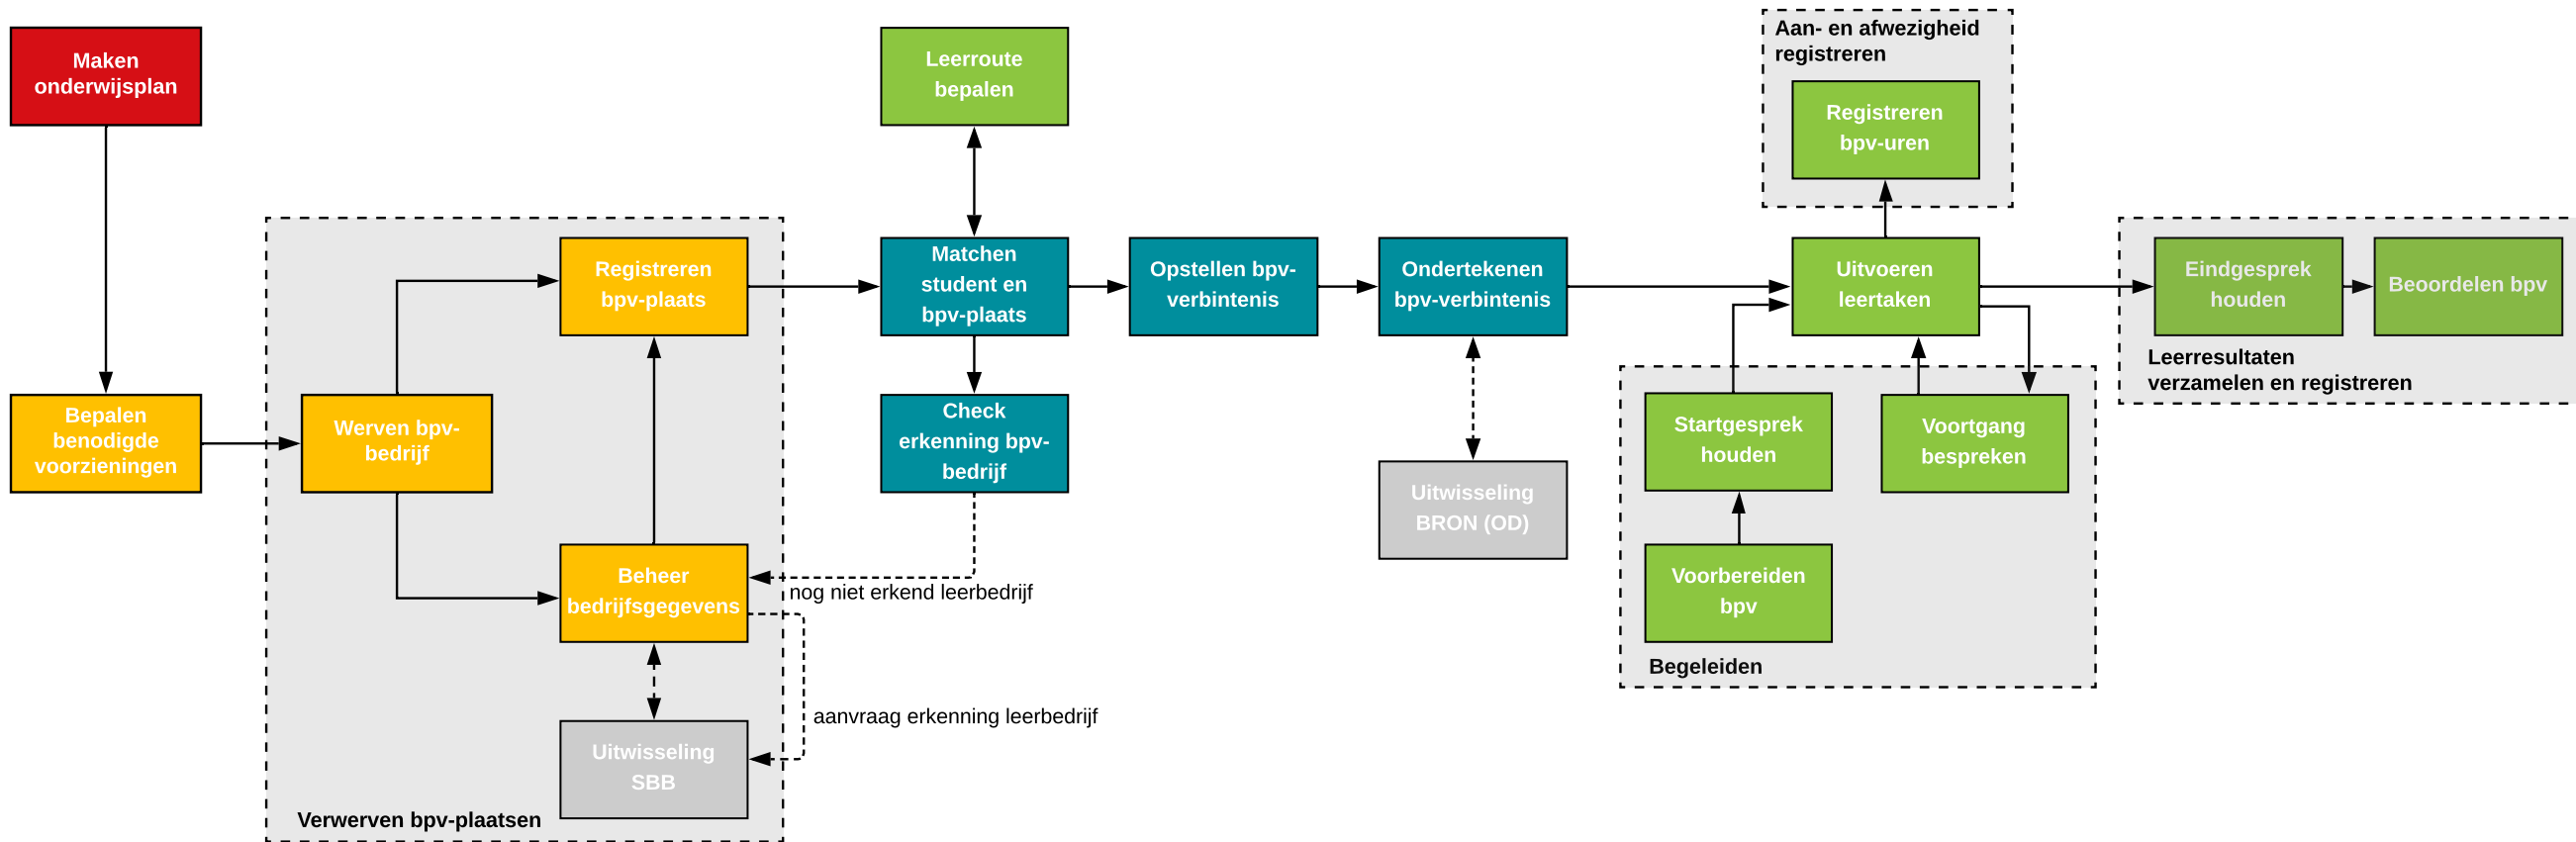 Maken
onderwijsplan
Leerroute
bepalen
Aan- en afwezigheid
registreren
Registreren
bpv-uren
Registreren
bpv-plaats
Matchen
student en
bpv-plaats
Opstellen bpv-
verbintenis
Ondertekenen
bpv-verbintenis
Uitvoeren
leertaken
Eindgesprek
houden
Beoordelen bpv
Leerresultaten
verzamelen en registreren
Bepalen
benodigde
voorzieningen
Werven bpv-
bedrijf
Check
erkenning bpv-
bedrijf
Startgesprek
houden
Voortgang
bespreken
Uitwisseling
BRON (OD)
Beheer
bedrijfsgegevens
nog niet erkend leerbedrijf
Voorbereiden
bpv
Begeleiden
aanvraag erkenning leerbedrijf
Uitwisseling
SBB
Verwerven bpv-plaatsen